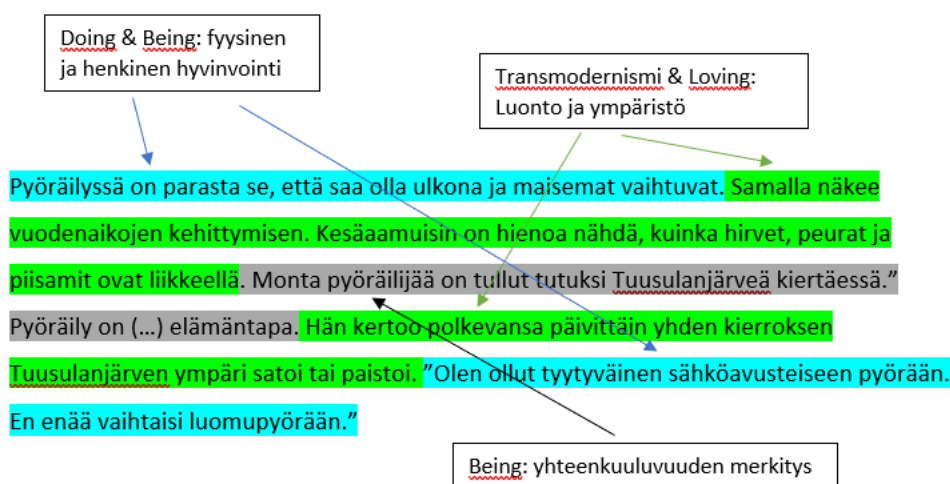 Doing & Being: fyysinen
ja henkinen hyvinvointi
Transmodernismi & Loving:
Luonto ja ympäristö
Pyöräilyssä on parasta se, että saa olla ulkona ja maisemat vaihtuvat. Samalla näkee
vuodenaikojen kehittymisen. Kesäaamuisin on hienoa nähdä, kuinka hirvet, peurat ja
piisamit ovat liikkeellä. Monta pyöräilijää on tullut tutuksi Tuusulanjärveä kiertäessä.”
Pyöräily on (...) elämäntapa. Hän kertoo polkevansa päivittäin yhden kierroksen
Tuusulanjärven ympäri satoi tai paistoi. ”Olen ollut tyytyväinen sähköavusteiseen pyörään.
En enää vaihtaisi luomupyörään.”
Being: yhteenkuuluvuuden merkitys